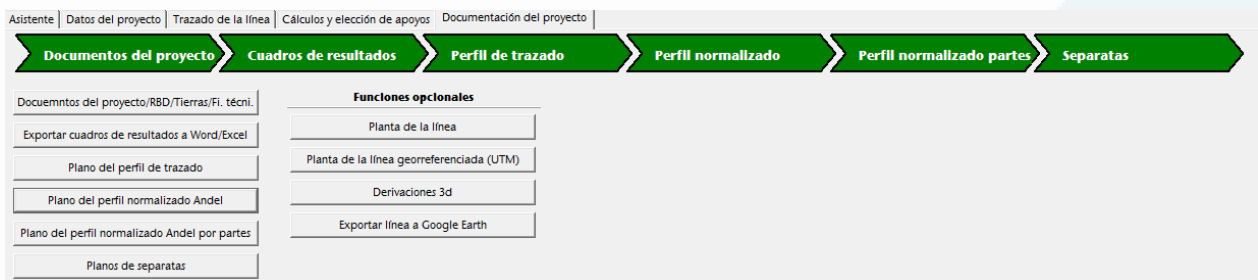 Asistente Datos del proyecto Trazado de la línea Cálculos y elección de apoyos Documentación del proyecto
Documentos del proyecto Cuadros de resultados Perfil de trazado Perfil normalizado Perfil normalizado partes Separatas
Docuemntos del proyecto/RBD/Tierras/Fi. técni.
Exportar cuadros de resultados a Word/Excel
Plano del perfil de trazado
Plano del perfil normalizado Andel
Plano del perfil normalizado Andel por partes
Planos de separatas
Funciones opcionales
Planta de la línea
Planta de la línea georreferenciada (UTM)
Derivaciones 3d
Exportar línea a Google Earth